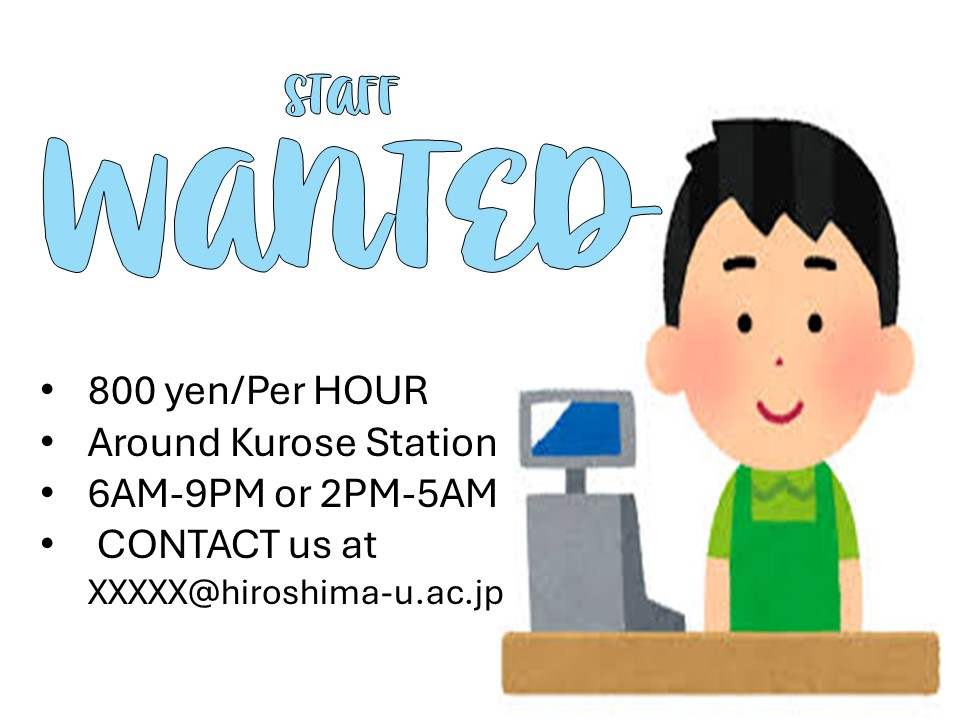 STAFF
WANTED
• 800 yen/Per HOUR
• Around Kurose Station
• 6AM-9PM or 2PM-5AM
• CONTACT us at
XXXXX@hiroshima-u.ac.jp